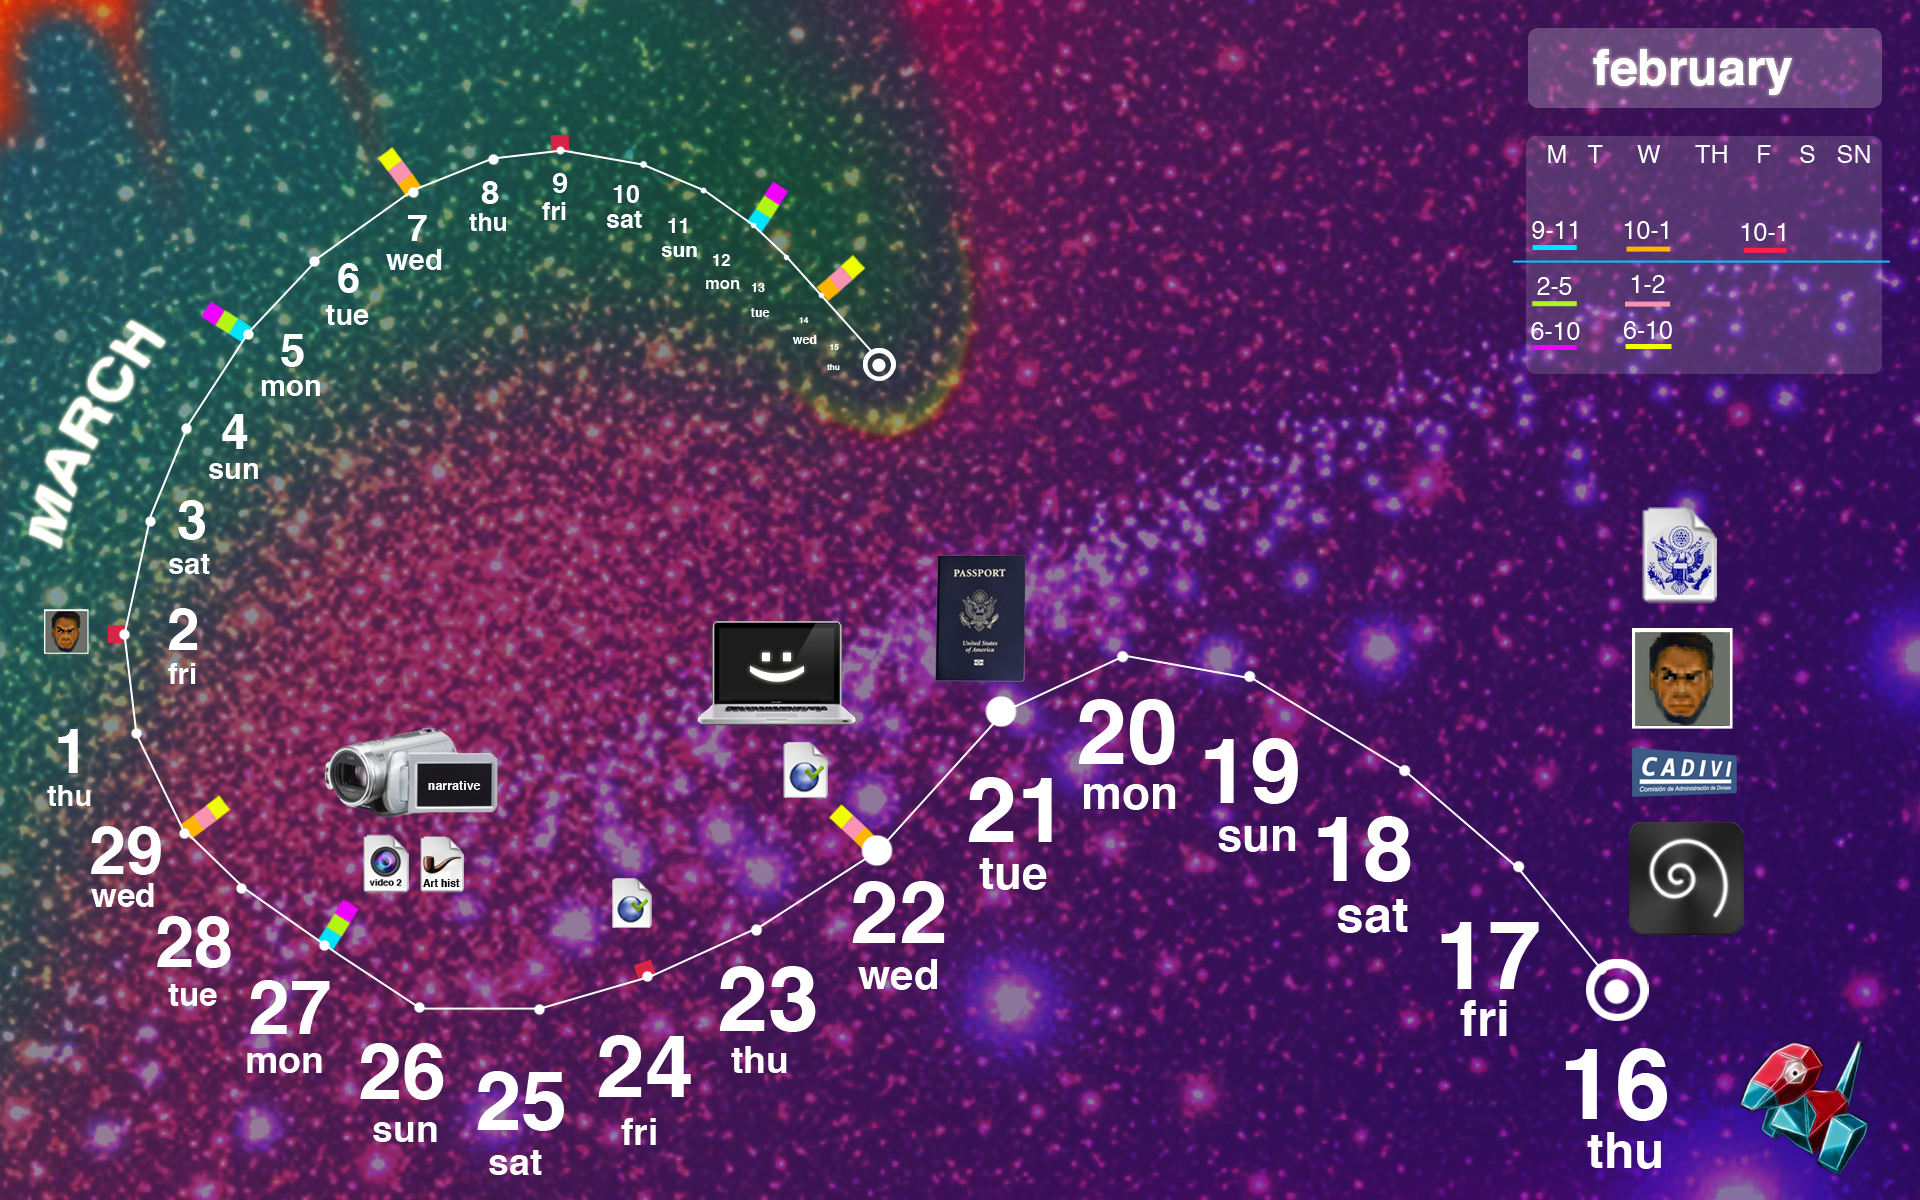 february
M T W TH F S SN
9-11 10-1 10-1
2-5 1-2
6-10 6-10
MARCH
16
thu
17
fri
18
sat
19
sun
20
mon
21
tue
PASSPORT
United States
of America
22
wed
23
thu
24
fri
25
sat
26
sun
27
mon
narrative
video 2
Art hist
28
tue
29
wed
1
thu
2
fri
3
sat
4
sun
5
mon
6
tue
7
wed
8
thu
9
fri
10
sat
11
sun
12
mon
13
tue
14
wed
15
thu
CADIVI
Comisión de Administración de Divisas